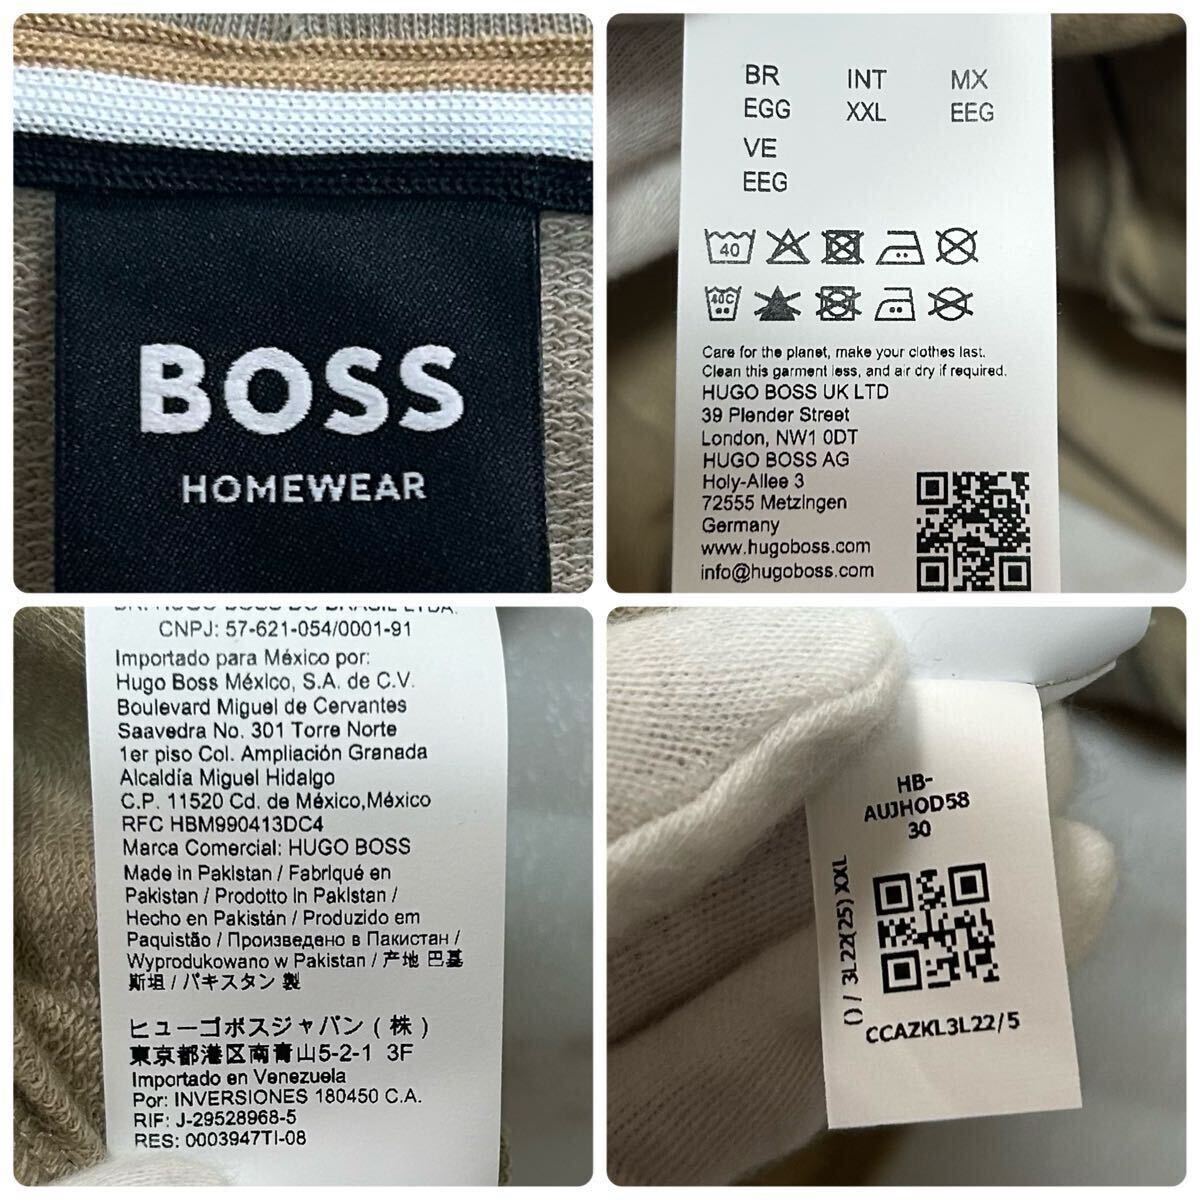 BOSS
HOMEWEAR
BR INT MX
EGG XXL EEG
VE
EEG
40
40C
Care for the planet, make your clothes last.
Clean this garment less, and air dry if required.
HUGO BOSS UK LTD
39 Plender Street
London, NW1 0DT
HUGO BOSS AG
Holy-Allee 3
72555 Metzingen
Germany
www.hugoboss.com
info@hugoboss.com
BR: HUGO BOSS DO BRASIL LTDA.
CNPJ: 57-621-054/0001-91
Importado para México por:
Hugo Boss México, S.A. de C.V.
Boulevard Miguel de Cervantes
Saavedra No. 301 Torre Norte
1er piso Col. Ampliación Granada
Alcaldía Miguel Hidalgo
C.P. 11520 Cd. de México,México
RFC HBM990413DC4
Marca Comercial: HUGO BOSS
Made in Pakistan / Fabriqué en
Pakistan / Prodotto in Pakistan /
Hecho en Pakistán / Produzido em
Paquistão / Произведено в Пакистан /
Wyprodukowano w Pakistan / 产地 巴基
斯坦 / パキスタン 製
ヒューゴボスジャパン(株)
東京都港区南青山5-2-1 3F
Importado en Venezuela
Por: INVERSIONES 180450 C.A.
RIF: J-29528968-5
RES: 0003947TI-08
HB-
AUJHOD58
30
() / 3L22(25) XXL
CCAZKL3L22/5